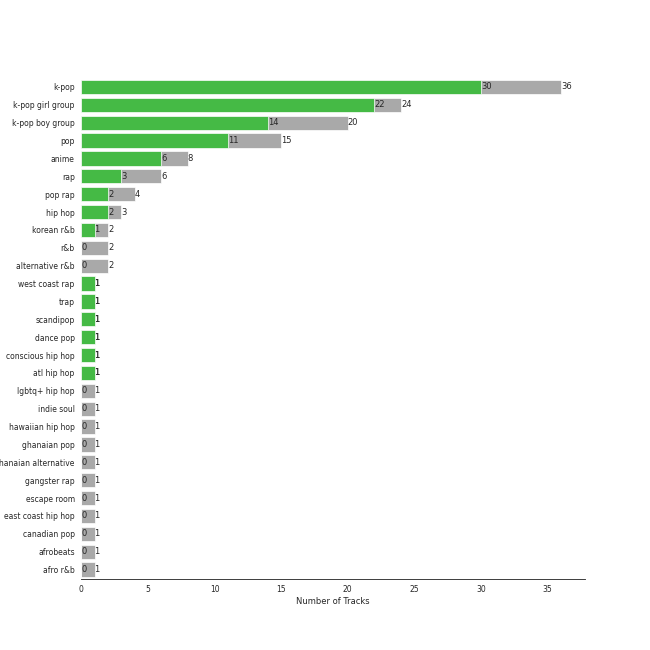 k-pop 30 36
k-pop girl group 22 24
k-pop boy group 14 20
pop 11 15
anime 6 8
rap 3 6
pop rap 2 4
hip hop 2 3
korean r&b 1 2
r&b 0 2
alternative r&b 0 2
west coast rap 1
trap 1
scandipop 1
dance pop 1
conscious hip hop 1
atl hip hop 1
lgbtq+ hip hop 0 1
indie soul 0 1
hawaiian hip hop 0 1
ghanaian pop 0 1
hanaian alternative 0 1
gangster rap 0 1
escape room 0 1
east coast hip hop 0 1
canadian pop 0 1
afrobeats 0 1
afro r&b 0 1
0 5 10 15 20 25 30 35
Number of Tracks